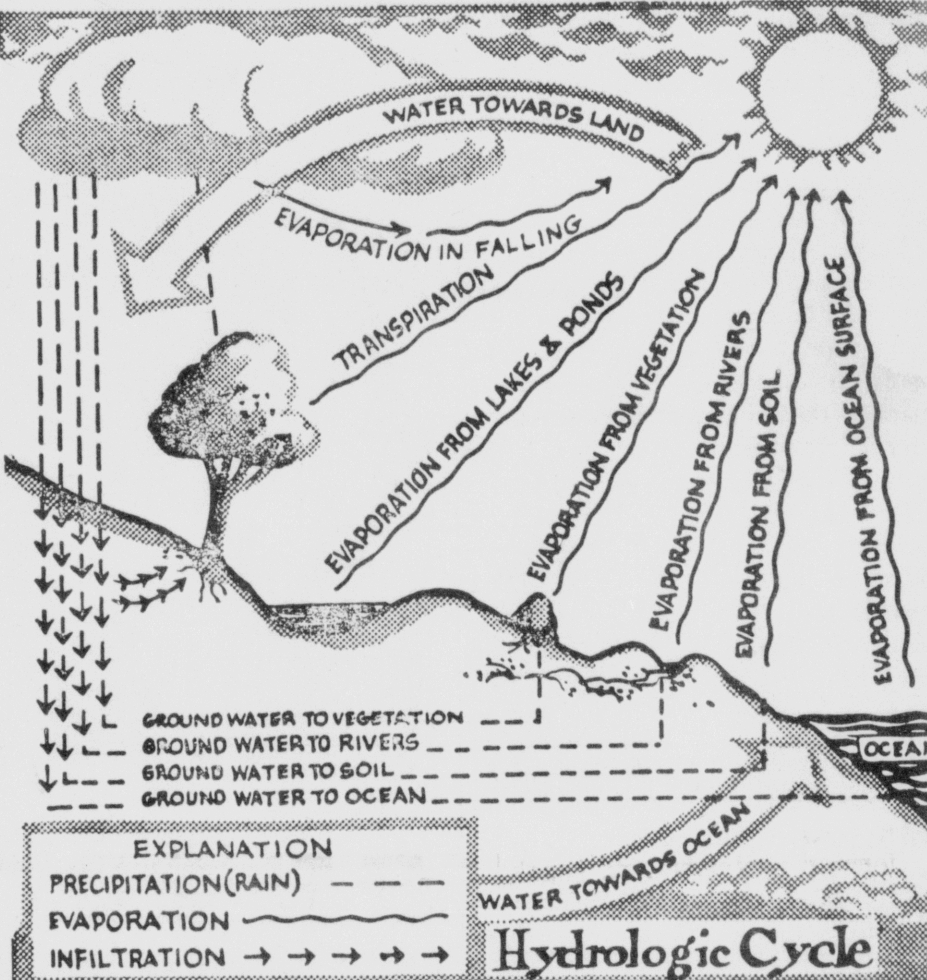 WATER TOWARDS LAND
EVAPORATION IN FALLING
TRANSPIRATION
EVAPORATION FROM LAKES & PONDS
EVAPORATION FROM VEGETATION
EVAPORATION FROM RIVERS
EVAPORATION FROM SOIL
EVAPORATION FROM OCEAN SURFACE
GROUND WATER TO VEGETATION
GROUND WATER TO RIVERS
GROUND WATER TO SOIL
GROUND WATER TO OCEAN
OCEAN
WATER TOWARDS OCEAN
EXPLANATION
PRECIPITATION (RAIN)
EVAPORATION
INFILTRATION
Hydrologic Cycle